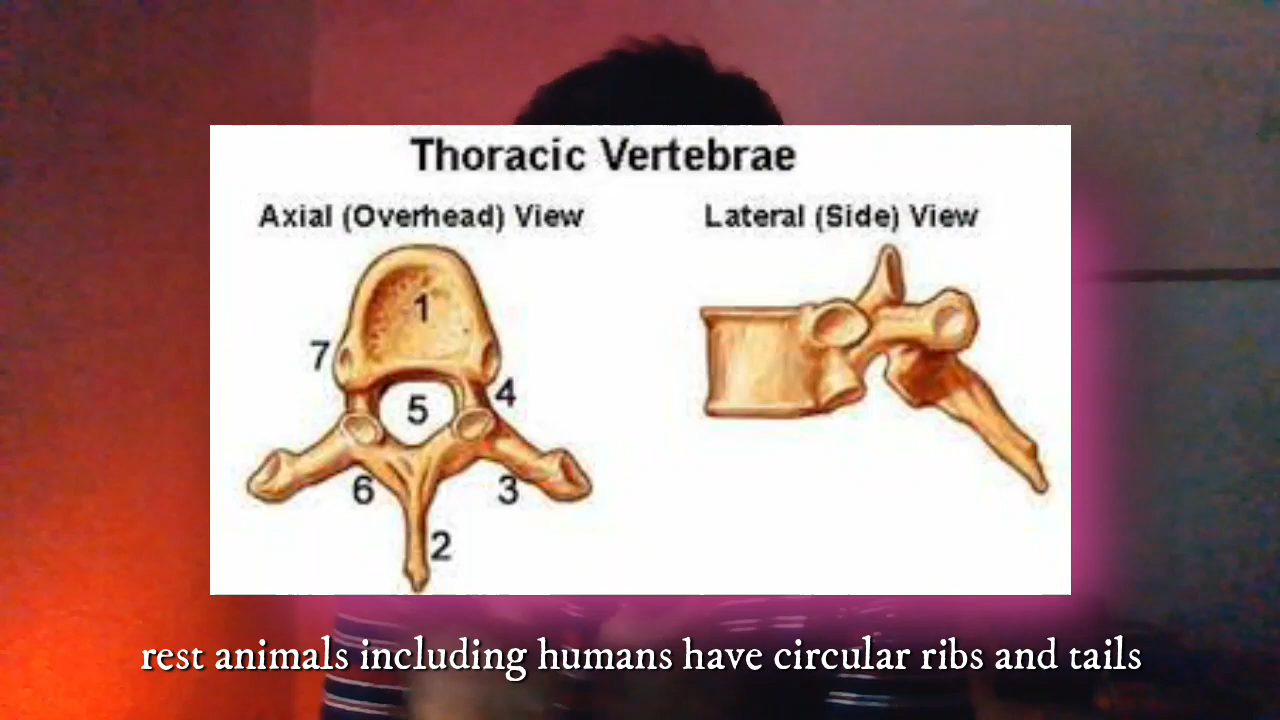 Thoracic Vertebrae
Axial (Overhead) View
Lateral (Side) View
1
7
4
5
6
3
2
rest animals including humans have circular ribs and tails